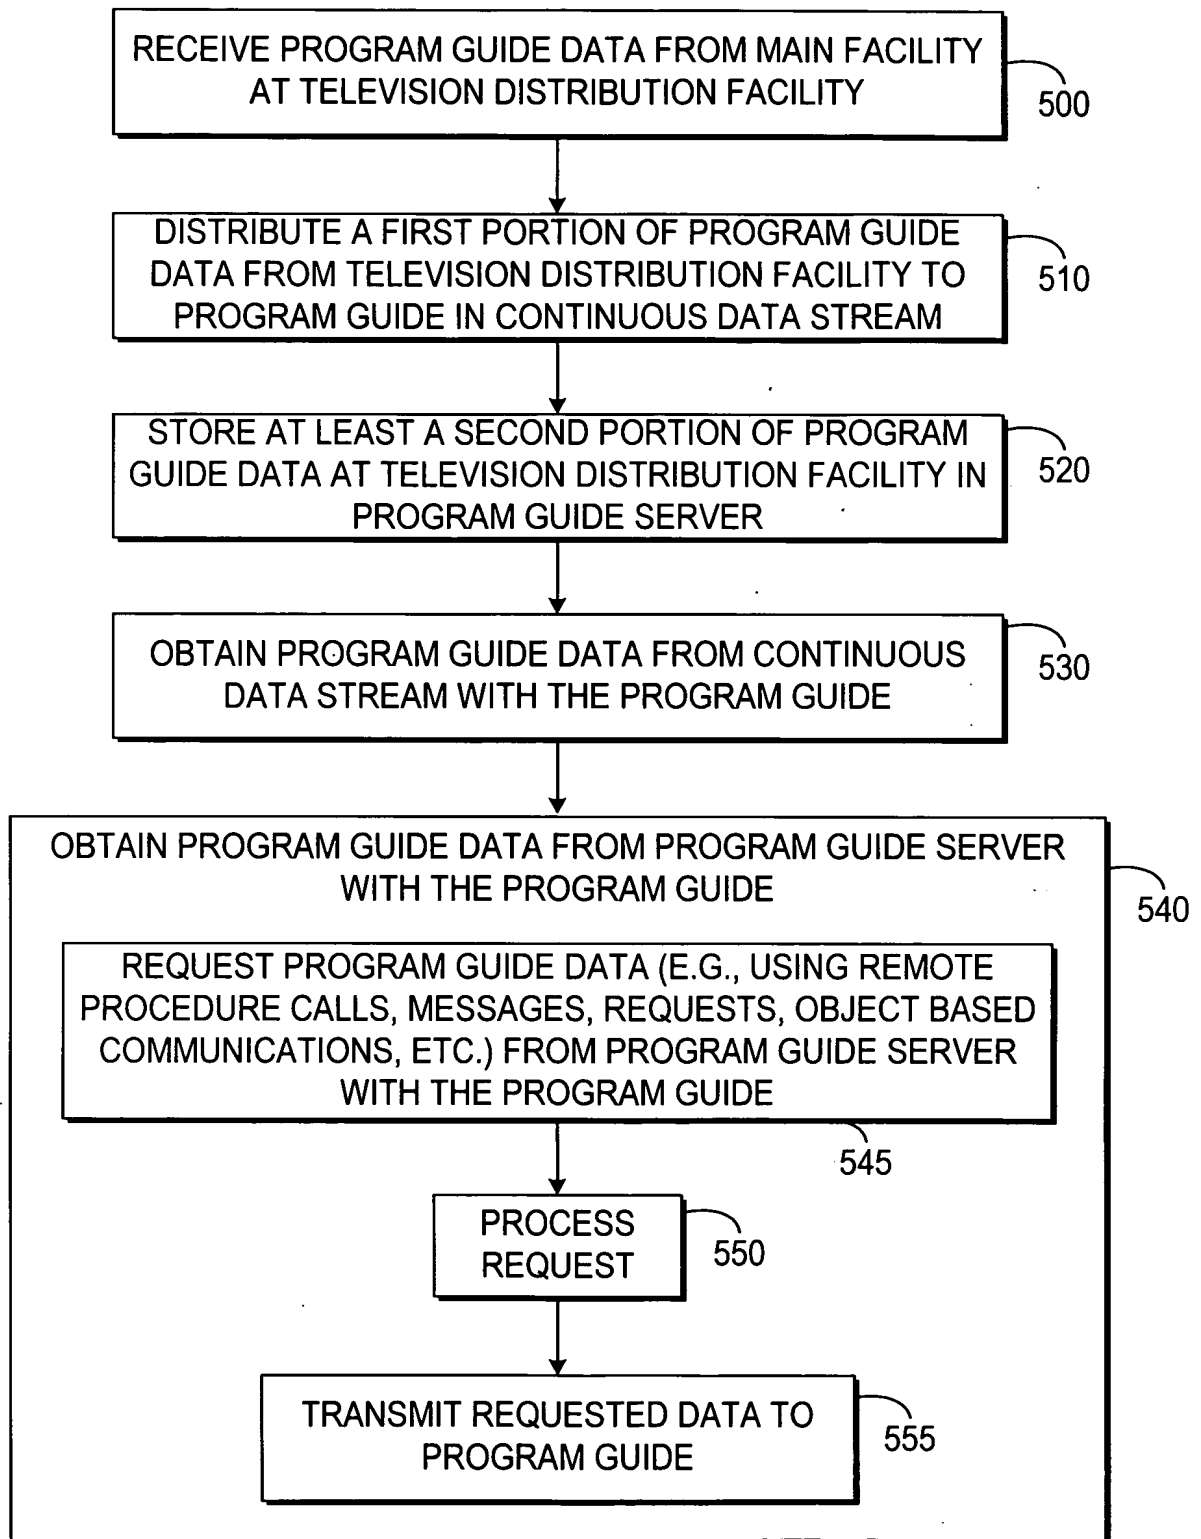 RECEIVE PROGRAM GUIDE DATA FROM MAIN FACILITY
AT TELEVISION DISTRIBUTION FACILITY
500
DISTRIBUTE A FIRST PORTION OF PROGRAM GUIDE
DATA FROM TELEVISION DISTRIBUTION FACILITY TO
PROGRAM GUIDE IN CONTINUOUS DATA STREAM
510
STORE AT LEAST A SECOND PORTION OF PROGRAM
GUIDE DATA AT TELEVISION DISTRIBUTION FACILITY IN
PROGRAM GUIDE SERVER
520
OBTAIN PROGRAM GUIDE DATA FROM CONTINUOUS
DATA STREAM WITH THE PROGRAM GUIDE
530
OBTAIN PROGRAM GUIDE DATA FROM PROGRAM GUIDE SERVER
WITH THE PROGRAM GUIDE
540
REQUEST PROGRAM GUIDE DATA (E.G., USING REMOTE
PROCEDURE CALLS, MESSAGES, REQUESTS, OBJECT BASED
COMMUNICATIONS, ETC.) FROM PROGRAM GUIDE SERVER
WITH THE PROGRAM GUIDE
545
PROCESS
REQUEST
550
TRANSMIT REQUESTED DATA TO
PROGRAM GUIDE
555